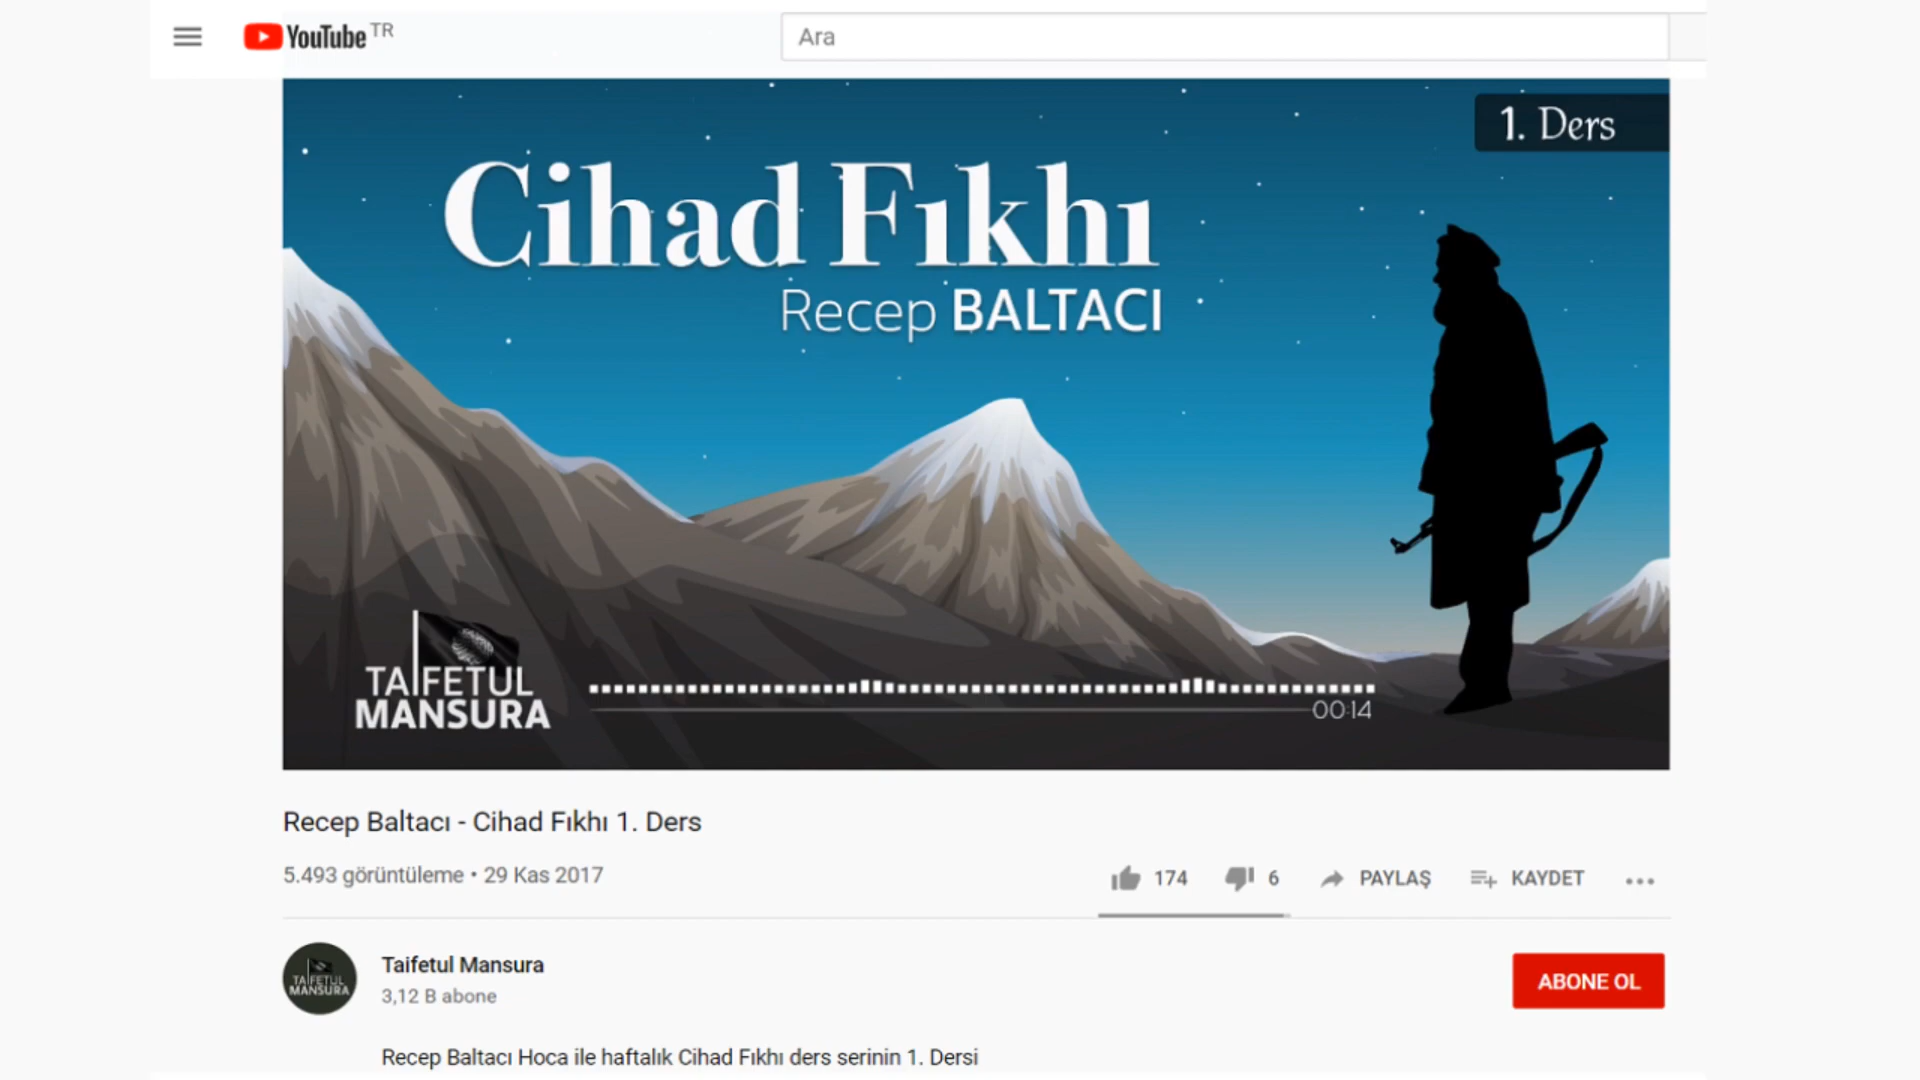 YouTube TR
Ara
1. Ders
Cihad Fıkhı
Recep BALTACI
TAIFETUL
MANSURA
00:14
Recep Baltacı - Cihad Fıkhı 1. Ders
5.493 görüntüleme • 29 Kas 2017
174
6
PAYLAŞ
KAYDET
TAIFETUL
MANSURA
Taifetul Mansura
3,12 B abone
ABONE OL
Recep Baltacı Hoca ile haftalık Cihad Fıkhı ders serinin 1. Dersi